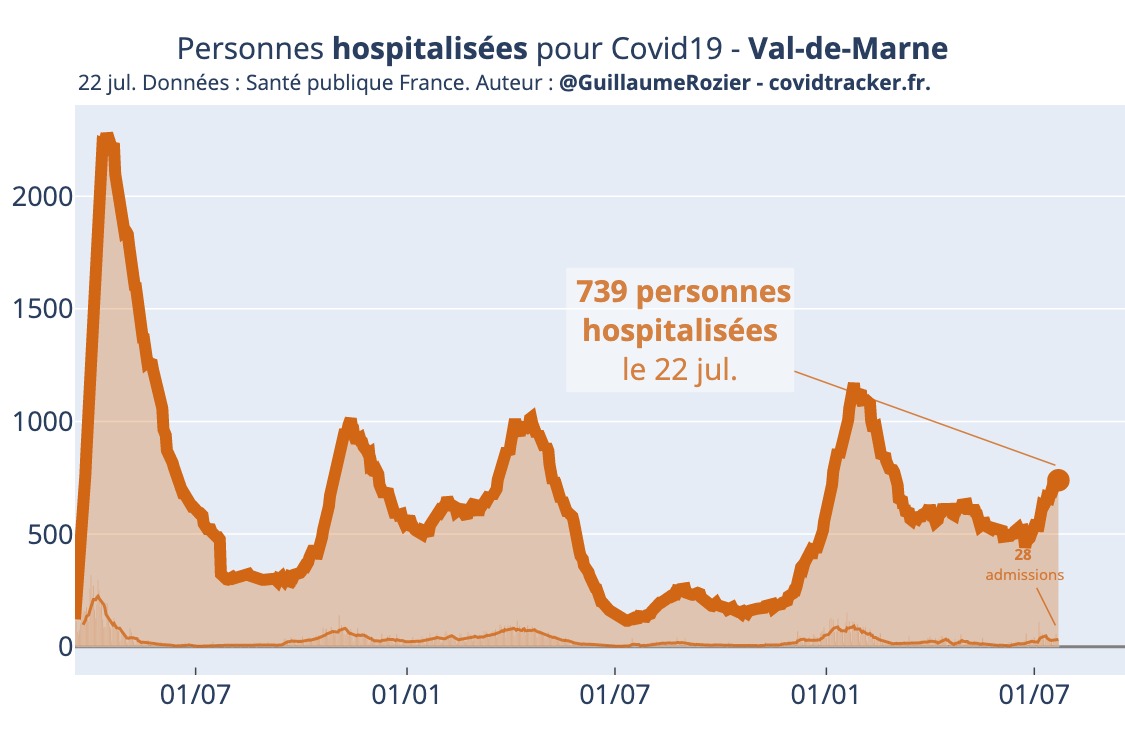 Personnes hospitalisées pour Covid19 - Val-de-Marne
22 jul. Données : Santé publique France. Auteur : @GuillaumeRozier - covidtracker.fr.
2000
1500
1000
500
0
739 personnes
hospitalisées
le 22 jul.
28
admissions
01/07
01/01
01/07
01/01
01/07